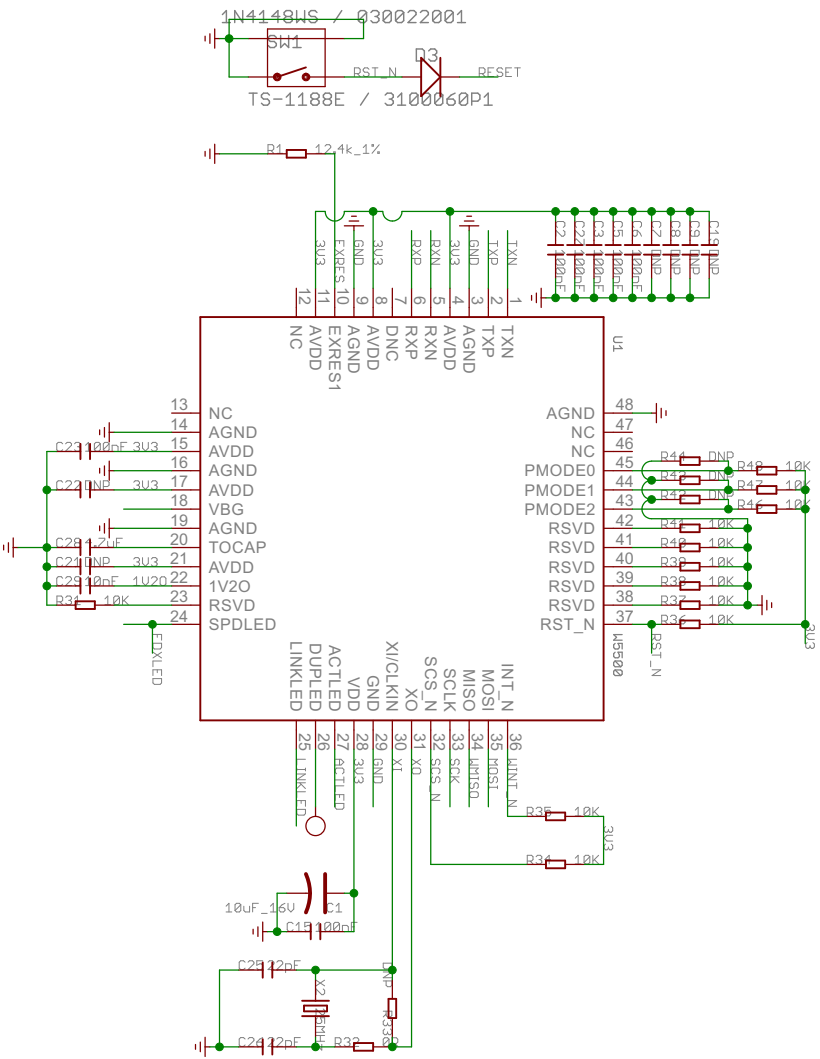 1N4148WS / 030022001
SW1
D3
RST_N
RESET
TS-1188E / 3100060P1
R1
12.4k_1%
3V3
EXRES
GND
3V3
RXP
RXN
3V3
GND
TXP
TXN
C2
100nF
100nF
C3
100nF
C5
100nF
C6
100nF
C7
DNP
C8
DNP
C9
DNP
DNP
12
11
10
9
8
7
6
5
4
3
2
1
NC
AVDD
EXRES1
AGND
AVDD
DNC
RXP
RXN
AVDD
AGND
TXP
TXN
U1
13
NC
14
AGND
C23
100nF
3V3
15
AVDD
16
AGND
C22
DNP
3V3
17
AVDD
18
VBG
19
AGND
C28
4.7uF
20
TOCAP
C21
DNP
3V3
21
AVDD
C29
10nF
1V2O
22
1V2O
R31
10K
23
RSVD
24
SPDLED
FDXLED
AGND
48
NC
47
NC
46
PMODE0
45
R44
DNP
R48
10K
PMODE1
44
R43
DNP
R47
10K
PMODE2
43
R42
DNP
R46
10K
RSVD
42
R41
10K
RSVD
41
R40
10K
RSVD
40
R39
10K
RSVD
39
R38
10K
RSVD
38
R37
10K
RST_N
37
R36
10K
RST_N
3V3
W5500
LINKLED
DUPLED
ACTLED
VDD
GND
XI/CLKIN
XO
SCS_N
SCLK
MISO
MOSI
INT_N
25
26
27
28
29
30
31
32
33
34
35
36
LINKLED
ACTLED
3V3
GND
XI
XO
SCS_N
SCK
WMISO
MOSI
WINT_N
R35
10K
3V3
R34
10K
10uF_16V
C1
C15
100nF
C25
22pF
X2
25MH
DNP
R33
C24
22pF
R32
0R